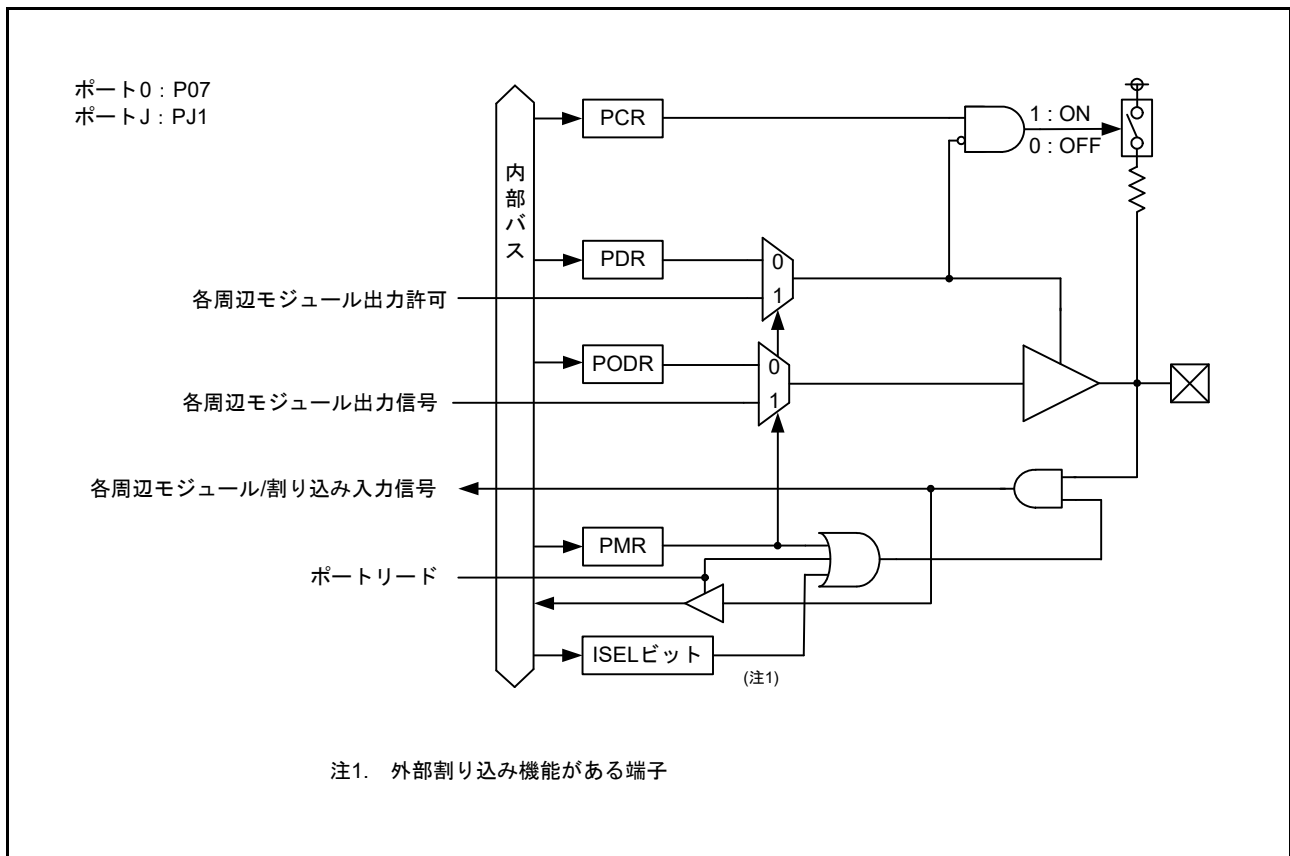 ポート0：P07
ポートJ：PJ1
PCR
1：ON
0：OFF
内部バス
PDR
0
各周辺モジュール出力許可
1
PODR
0
各周辺モジュール出力信号
1
各周辺モジュール/割り込み入力信号
PMR
ポートリード
ISELビット
(注1)
注1.　外部割り込み機能がある端子